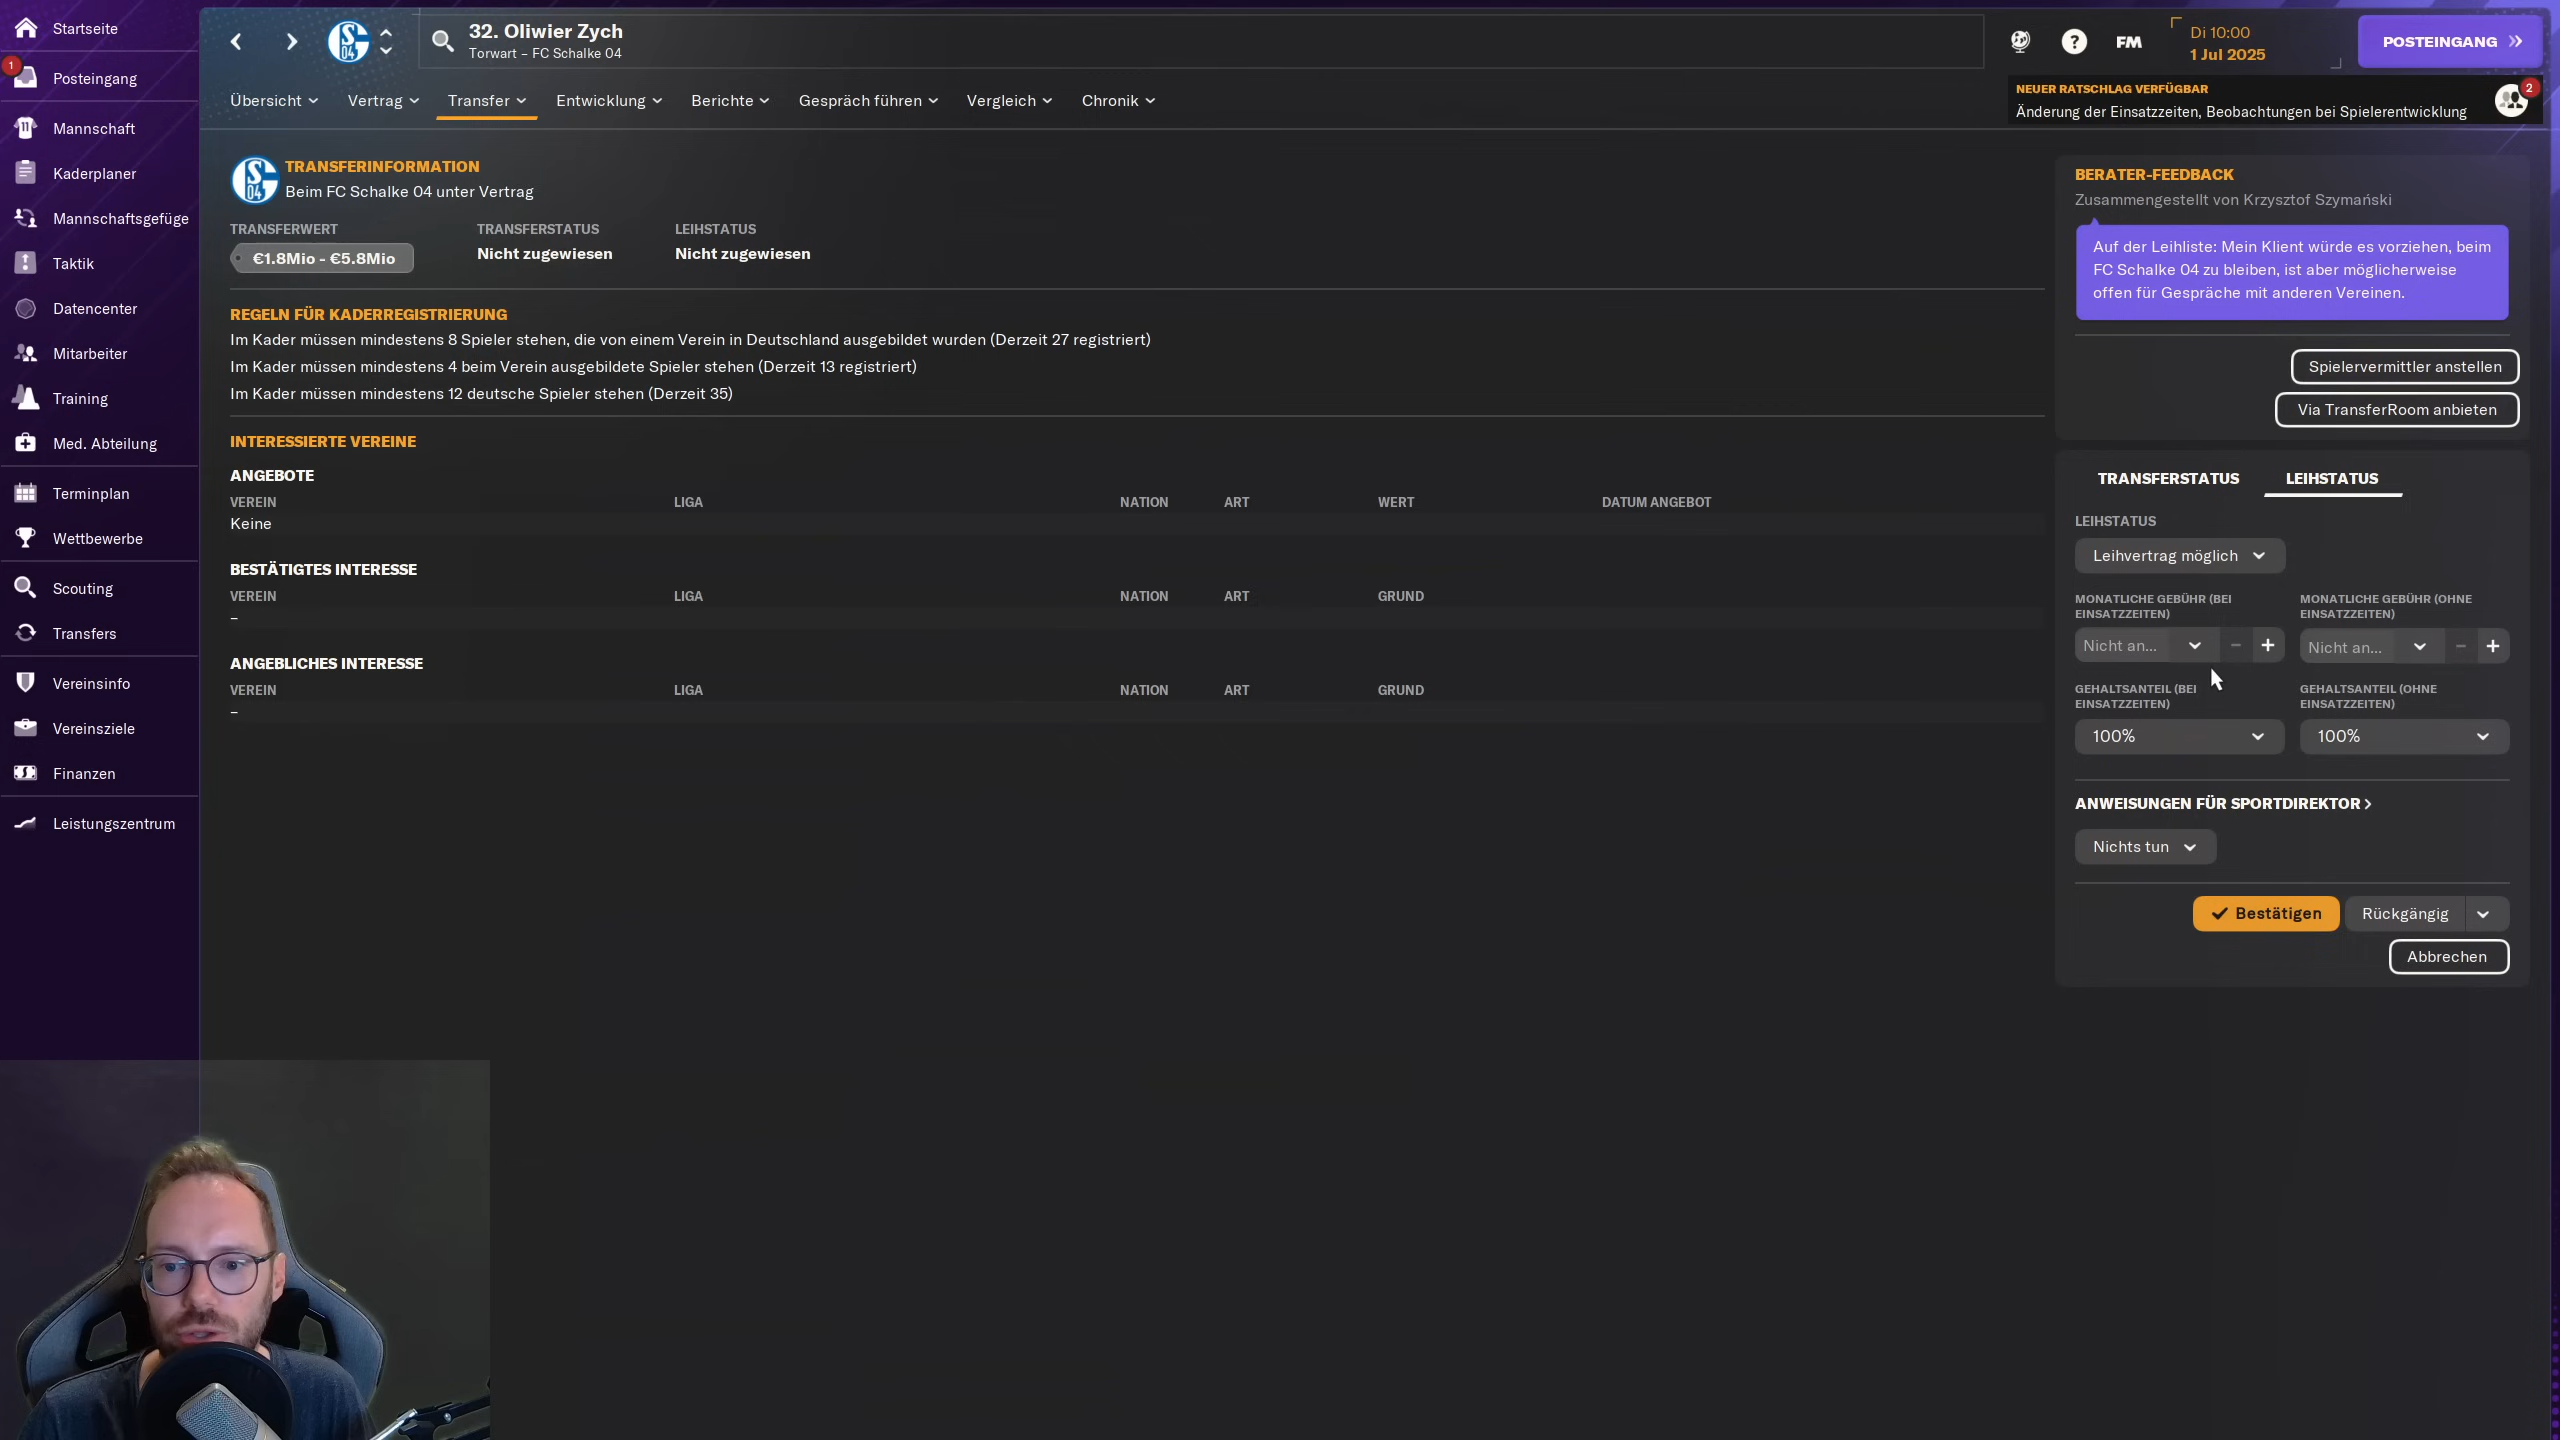 Startseite
1
Posteingang
Mannschaft
Kaderplaner
Mannschaftsgefüge
Taktik
Datencenter
Mitarbeiter
Training
Med. Abteilung
Terminplan
Wettbewerbe
Scouting
Transfers
Vereinsinfo
Vereinsziele
Finanzen
Leistungszentrum
32. Oliwier Zych
Torwart – FC Schalke 04
?
FM
Di 10:00
1 Jul 2025
POSTEINGANG
Übersicht
Vertrag
Transfer
Entwicklung
Berichte
Gespräch führen
Vergleich
Chronik
NEUER RATSCHLAG VERFÜGBAR
Änderung der Einsatzzeiten, Beobachtungen bei Spielerentwicklung
2
TRANSFERINFORMATION
Beim FC Schalke 04 unter Vertrag
TRANSFERWERT
€1.8Mio - €5.8Mio
TRANSFERSTATUS
Nicht zugewiesen
LEIHSTATUS
Nicht zugewiesen
REGELN FÜR KADERREGISTRIERUNG
Im Kader müssen mindestens 8 Spieler stehen, die von einem Verein in Deutschland ausgebildet wurden (Derzeit 27 registriert)
Im Kader müssen mindestens 4 beim Verein ausgebildete Spieler stehen (Derzeit 13 registriert)
Im Kader müssen mindestens 12 deutsche Spieler stehen (Derzeit 35)
INTERESSIERTE VEREINE
ANGEBOTE
VEREIN LIGA NATION ART WERT DATUM ANGEBOT
Keine
BESTÄTIGTES INTERESSE
VEREIN LIGA NATION ART GRUND
–
ANGEBLICHES INTERESSE
VEREIN LIGA NATION ART GRUND
–
BERATER-FEEDBACK
Zusammengestellt von Krzysztof Szymański
Auf der Leihliste: Mein Klient würde es vorziehen, beim
FC Schalke 04 zu bleiben, ist aber möglicherweise
offen für Gespräche mit anderen Vereinen.
Spielervermittler anstellen
Via TransferRoom anbieten
TRANSFERSTATUS
LEIHSTATUS
LEIHSTATUS
Leihvertrag möglich
MONATLICHE GEBÜHR (BEI
EINSATZZEITEN)
Nicht an...
MONATLICHE GEBÜHR (OHNE
EINSATZZEITEN)
Nicht an...
GEHALTSANTEIL (BEI
EINSATZZEITEN)
100%
GEHALTSANTEIL (OHNE
EINSATZZEITEN)
100%
ANWEISUNGEN FÜR SPORTDIREKTOR
Nichts tun
Bestätigen
Rückgängig
Abbrechen